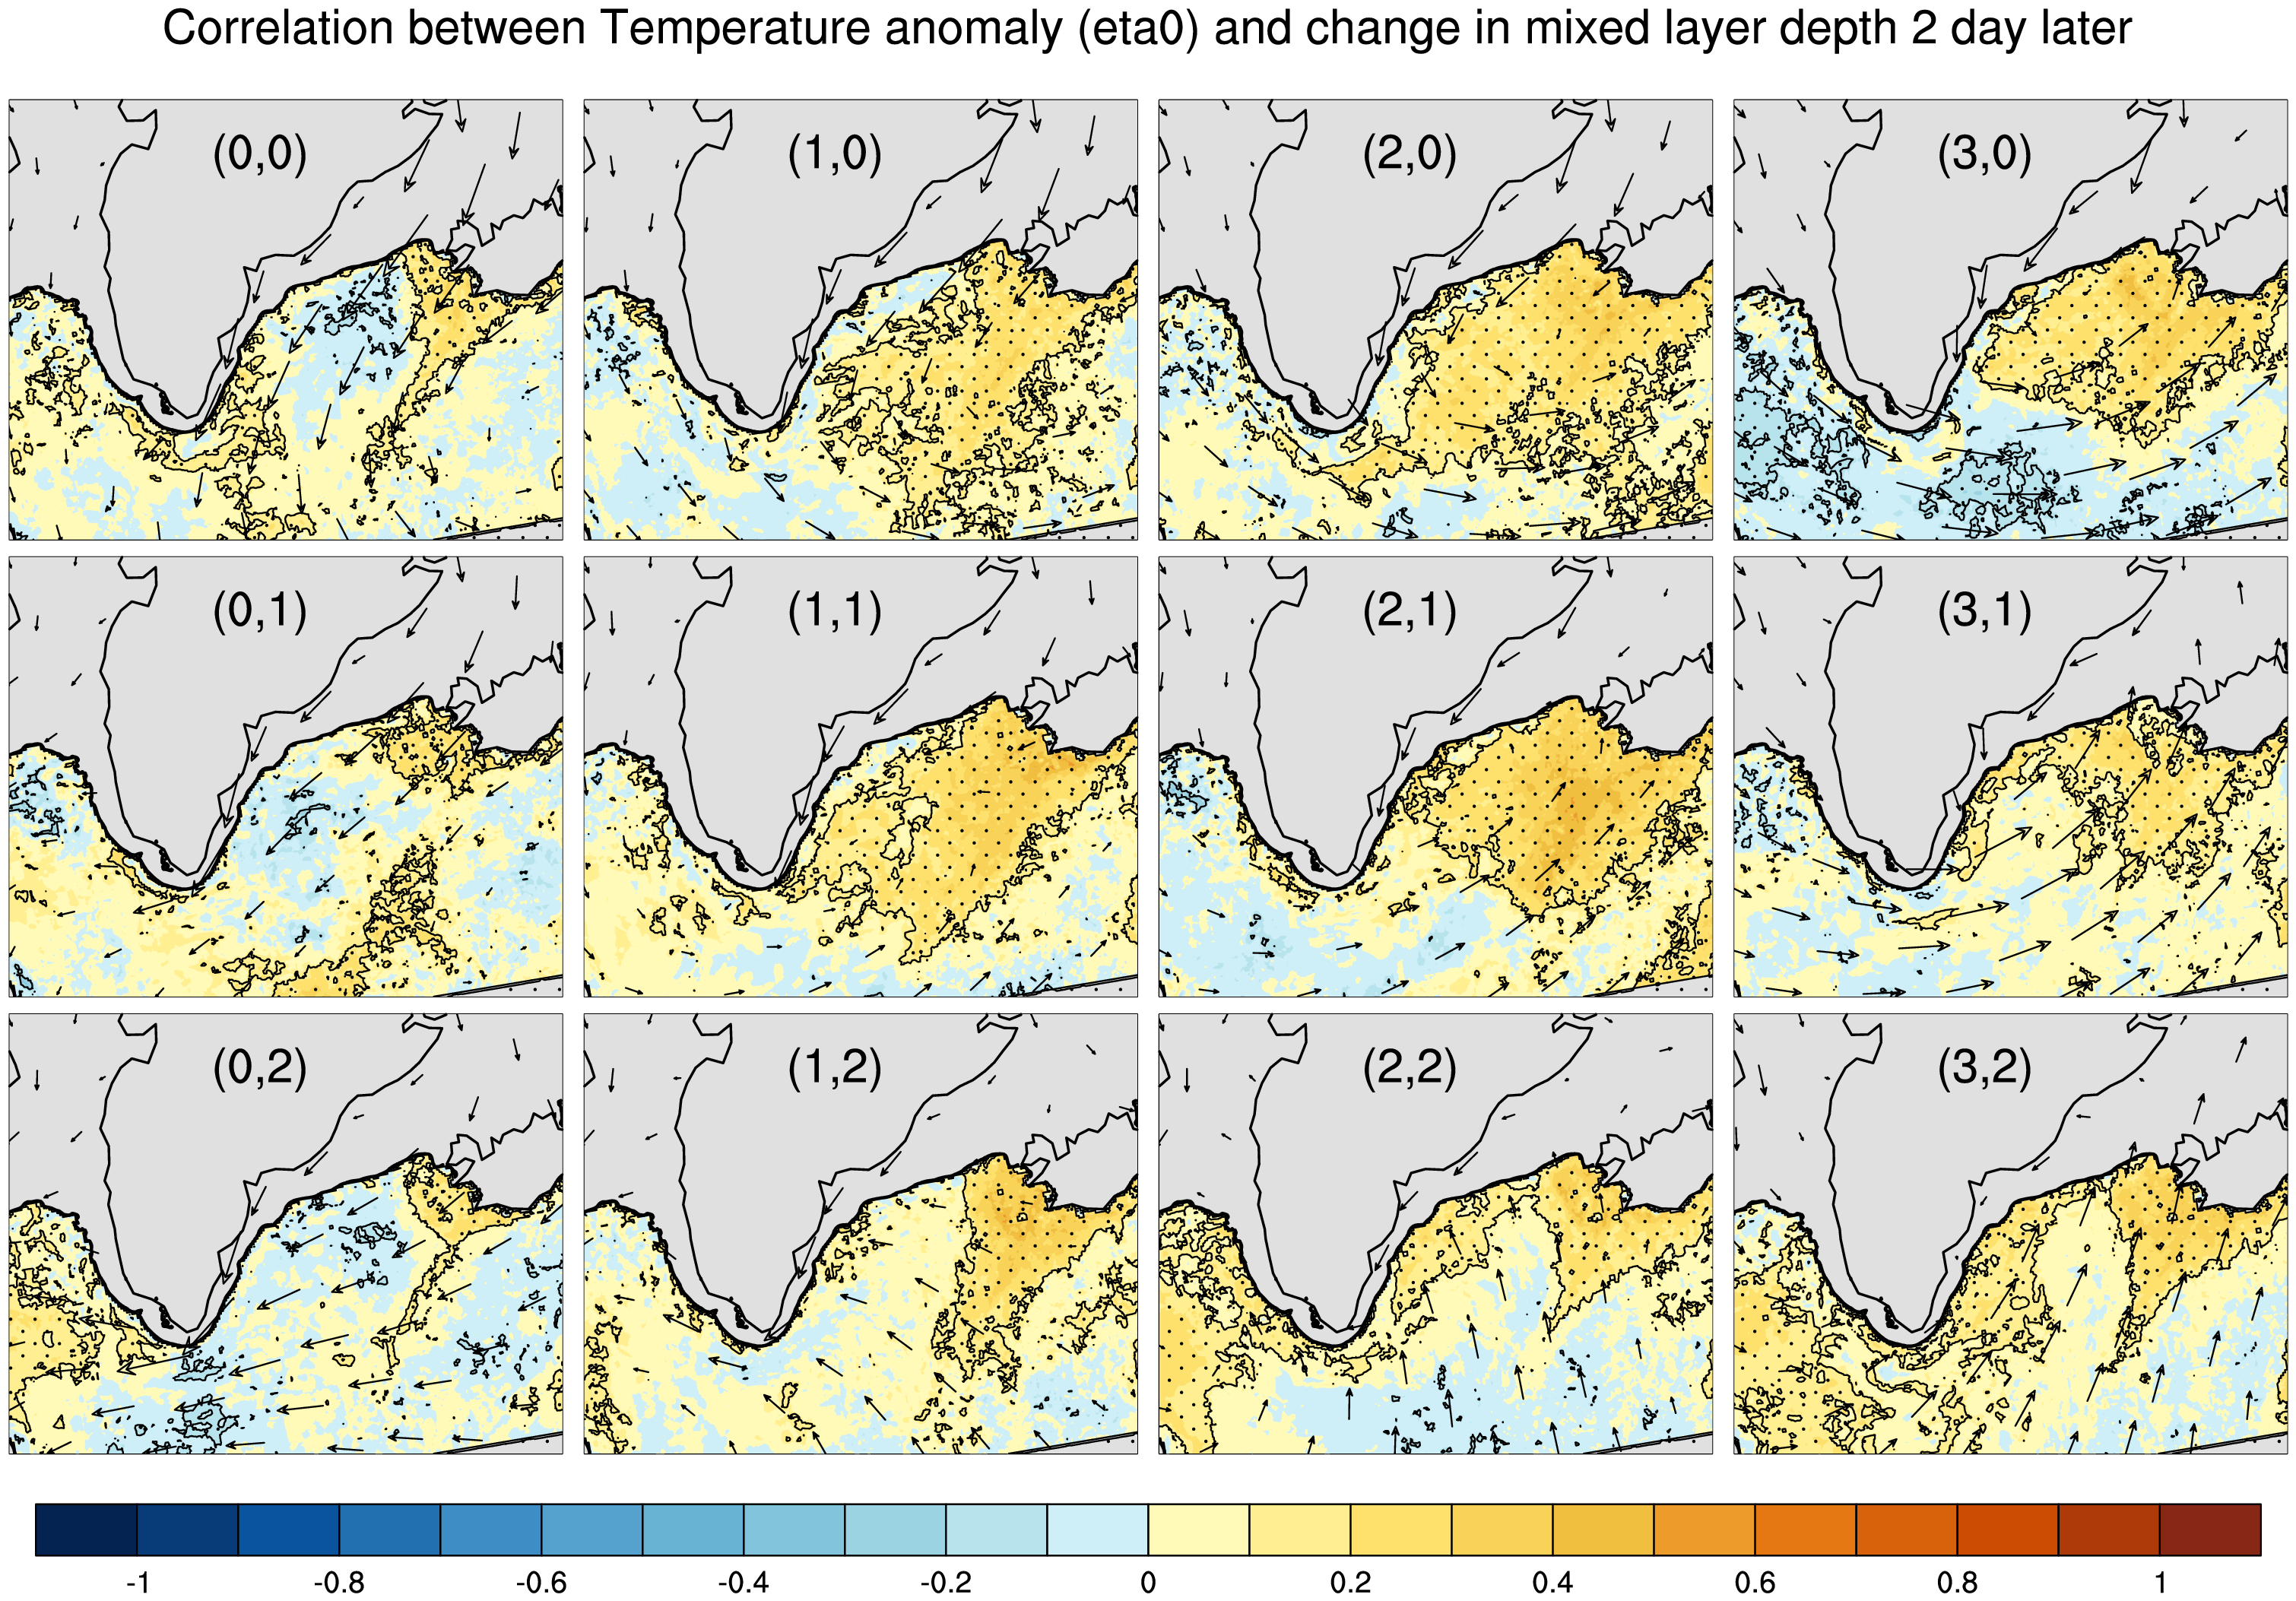 Correlation between Temperature anomaly (eta0) and change in mixed layer depth 2 day later
(0,0) (1,0) (2,0) (3,0)
(0,1) (1,1) (2,1) (3,1)
(0,2) (1,2) (2,2) (3,2)
-1 -0.8 -0.6 -0.4 -0.2 0 0.2 0.4 0.6 0.8 1